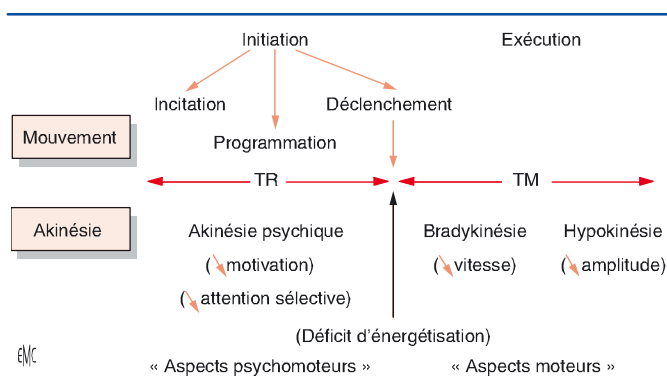 Initiation Exécution
Incitation Déclenchement
Mouvement
Programmation
TR TM
Akinésie Akinésie psychique Bradykinésie Hypokinésie
(↘ motivation) (↘ vitesse) (↘ amplitude)
(↘ attention sélective)
(Déficit d’énergétisation)
EMC
« Aspects psychomoteurs » « Aspects moteurs »